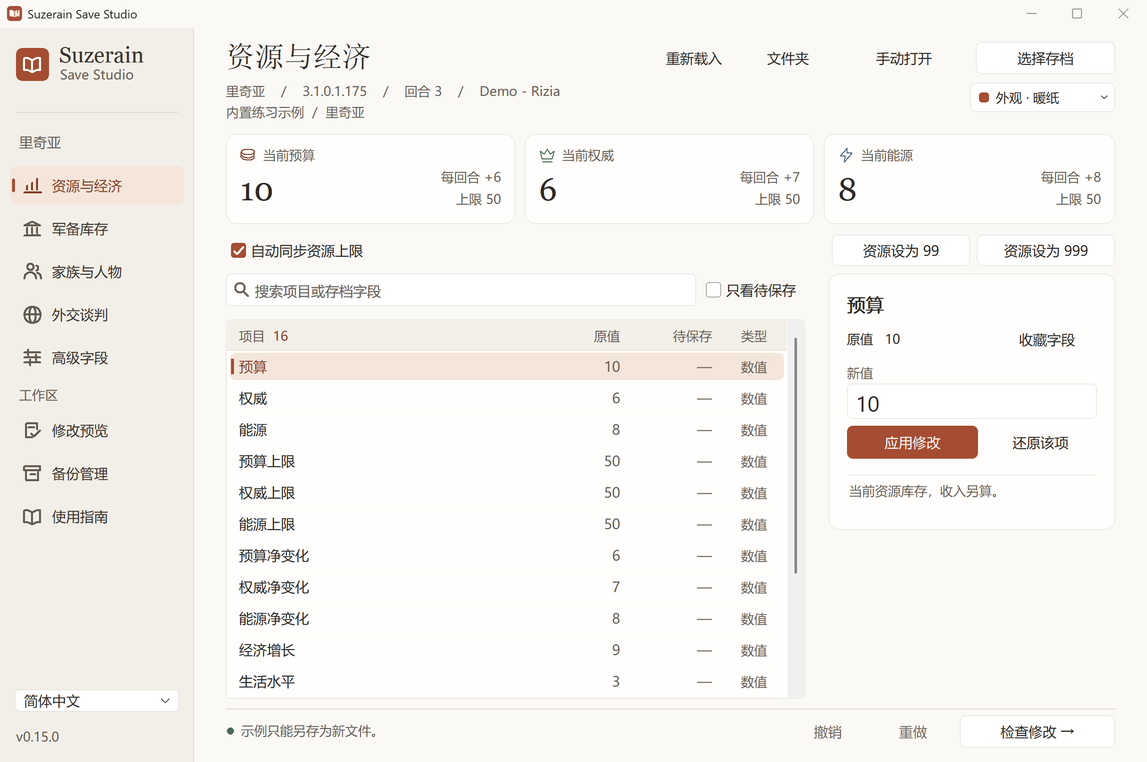 Suzerain Save Studio
Suzerain
Save Studio
里奇亚
资源与经济
军备库存
家族与人物
外交谈判
高级字段
工作区
修改预览
备份管理
使用指南
简体中文
v0.15.0
资源与经济
重新载入 文件夹 手动打开 选择存档
里奇亚 / 3.1.0.1.175 / 回合 3 / Demo - Rizia
内置练习示例 / 里奇亚
外观 · 暖纸
当前预算
10
每回合 +6
上限 50
当前权威
6
每回合 +7
上限 50
当前能源
8
每回合 +8
上限 50
自动同步资源上限
资源设为 99 资源设为 999
搜索项目或存档字段
只看待保存
项目 16 原值 待保存 类型
预算 10 — 数值
权威 6 — 数值
能源 8 — 数值
预算上限 50 — 数值
权威上限 50 — 数值
能源上限 50 — 数值
预算净变化 6 — 数值
权威净变化 7 — 数值
能源净变化 8 — 数值
经济增长 9 — 数值
生活水平 3 — 数值
预算
原值 10 收藏字段
新值
10
应用修改 还原该项
当前资源库存，收入另算。
示例只能另存为新文件。
撤销 重做 检查修改 →